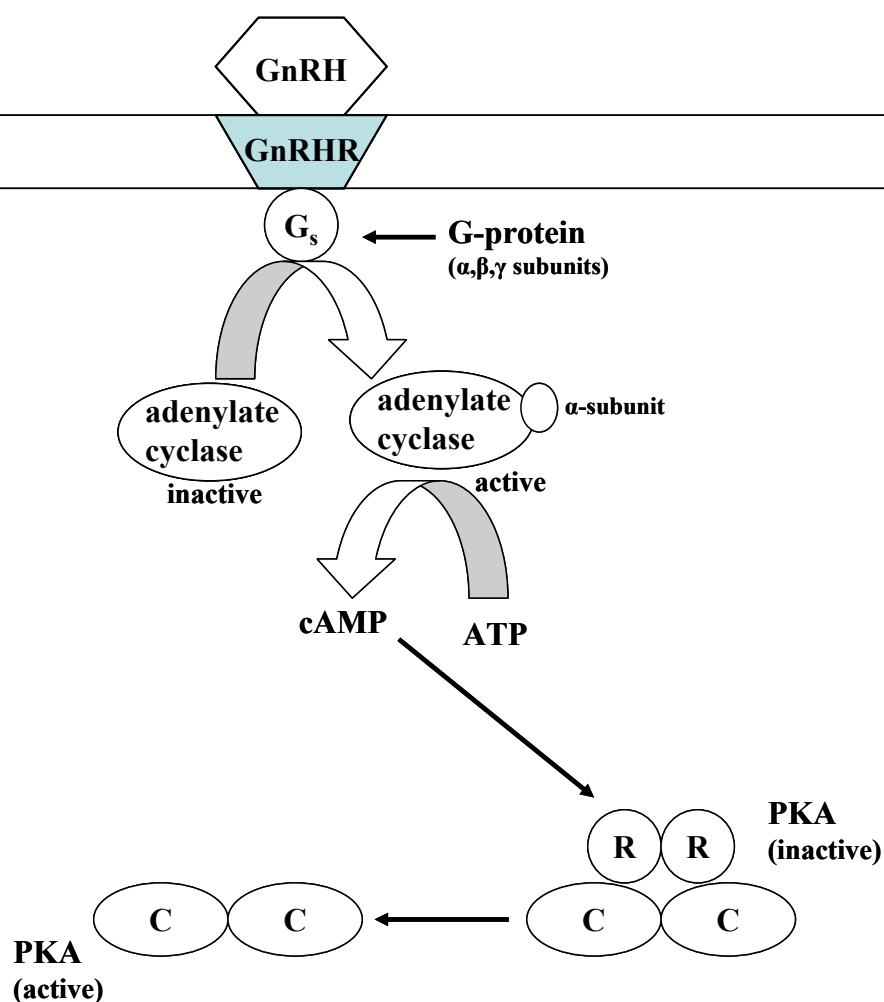 GnRH
GnRHR
Gs
G-protein
(α,β,γ subunits)
adenylate
cyclase
inactive
adenylate
cyclase
active
α-subunit
cAMP
ATP
R
R
PKA
(inactive)
C
C
C
C
PKA
(active)